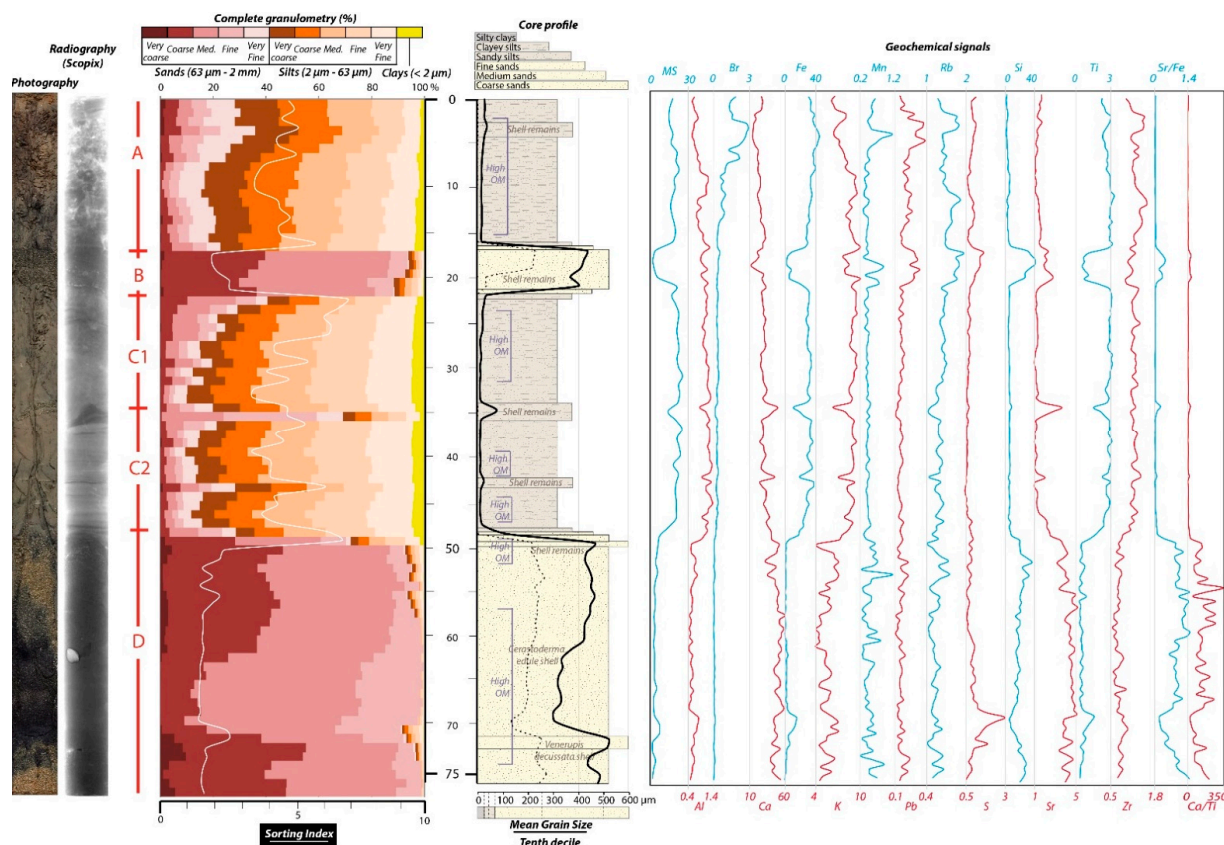 Complete granulometry (%)
Radiography
(Scopix)
Photography
Very
coarse
Coarse
Med.
Fine
Very
Fine
Very
coarse
Coarse
Med.
Fine
Very
Fine
Sands (63 µm - 2 mm)
Silts (2 µm - 63 µm)
Clays (< 2 µm)
0
20
40
60
80
100 %
A
B
C1
C2
D
0
5
10
Sorting Index
Core profile
Silty clays
Clayey silts
Sandy silts
Fine sands
Medium sands
Coarse sands
0
10
20
30
40
50
60
70
75
Shell remains
High
OM
Shell remains
High
OM
Shell remains
High
OM
Shell remains
High
OM
High
OM
Shell remains
Cerastoderma
edule shell
High
OM
Venerupis
decussata shell
0
100
200
300
400
500
600 µm
Mean Grain Size
Tenth decile
Geochemical signals
MS
Br
Fe
Mn
Rb
Si
Ti
Sr/Fe
0
30
0
3
0
40
0.2
1.2
1
2
0
40
0
3
0
1.4
0.4
1.4
10
60
4
10
0.1
0.4
0.5
3
1
5
0.5
1.8
0
350
Al
Ca
K
Pb
S
Sr
Zr
Ca/Ti